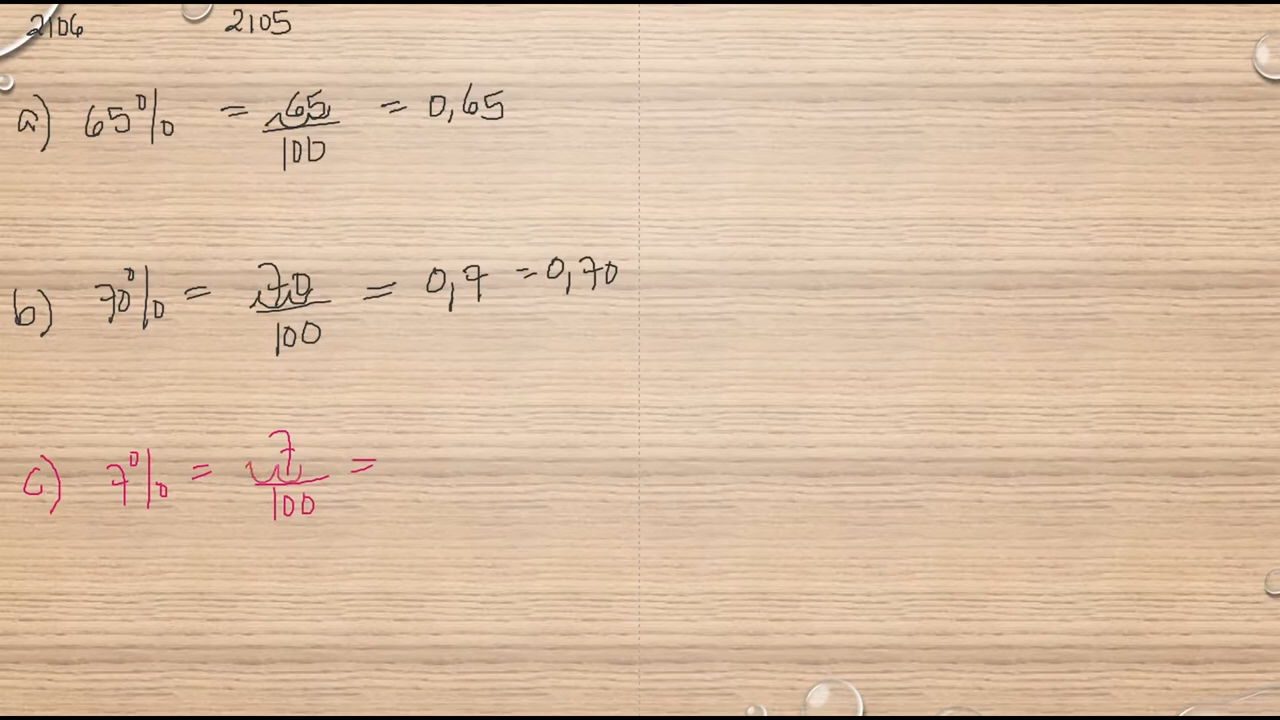 2106 2105
a) 65% = 65/100 = 0,65
b) 70% = 70/100 = 0,7 = 0,70
c) 7% = 7/100 =